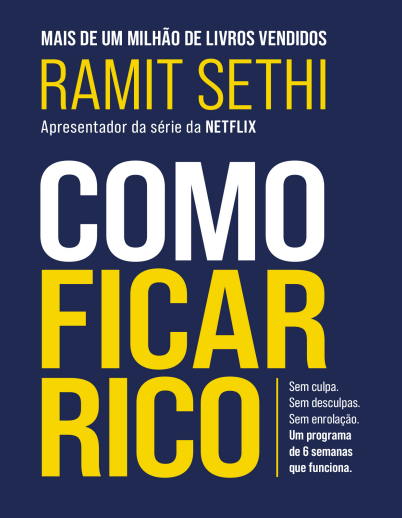 MAIS DE UM MILHÃO DE LIVROS VENDIDOS
RAMIT SETHI
Apresentador da série da NETFLIX
COMO
FICAR
RICO
Sem culpa.
Sem desculpas.
Sem enrolação.
Um programa
de 6 semanas
que funciona.